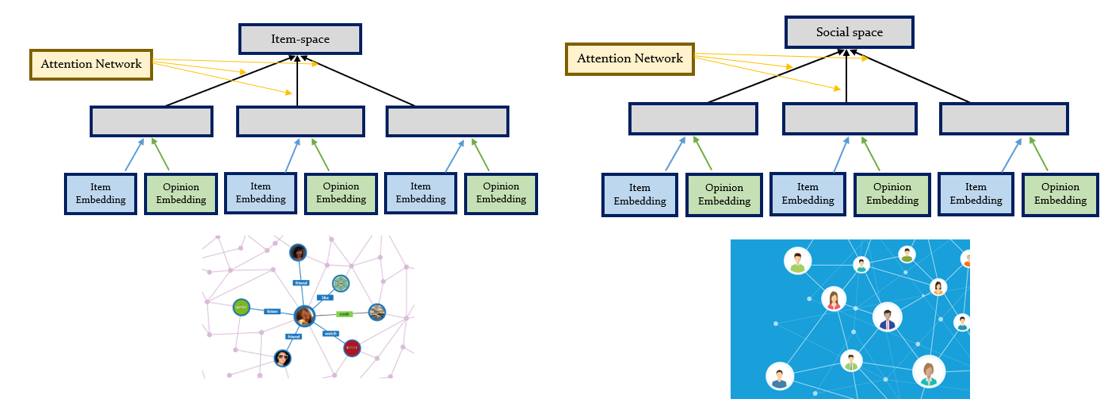 Item-space
Attention Network
Item
Embedding
Opinion
Embedding
Item
Embedding
Opinion
Embedding
Item
Embedding
Opinion
Embedding
friend
like
listen
watch
friend
Social space
Attention Network
Item
Embedding
Opinion
Embedding
Item
Embedding
Opinion
Embedding
Item
Embedding
Opinion
Embedding